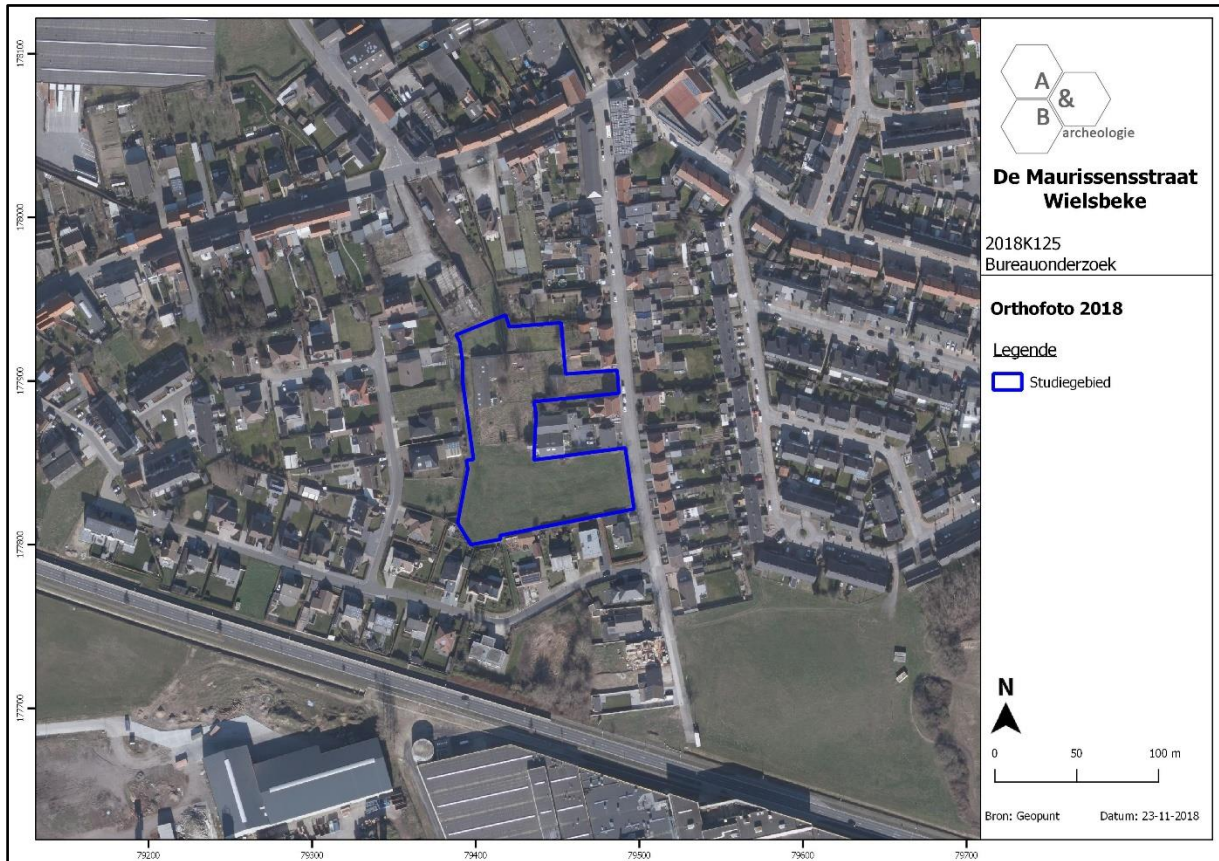 A
&
B
archeologie
De Maurissensstraat
Wielsbeke
2018K125
Bureauonderzoek
Orthofoto 2018
Legende
Studiegebied
N
0 50 100 m
Bron: Geopunt Datum: 23-11-2018
178100
178000
177900
177800
177700
79200 79300 79400 79500 79600 79700